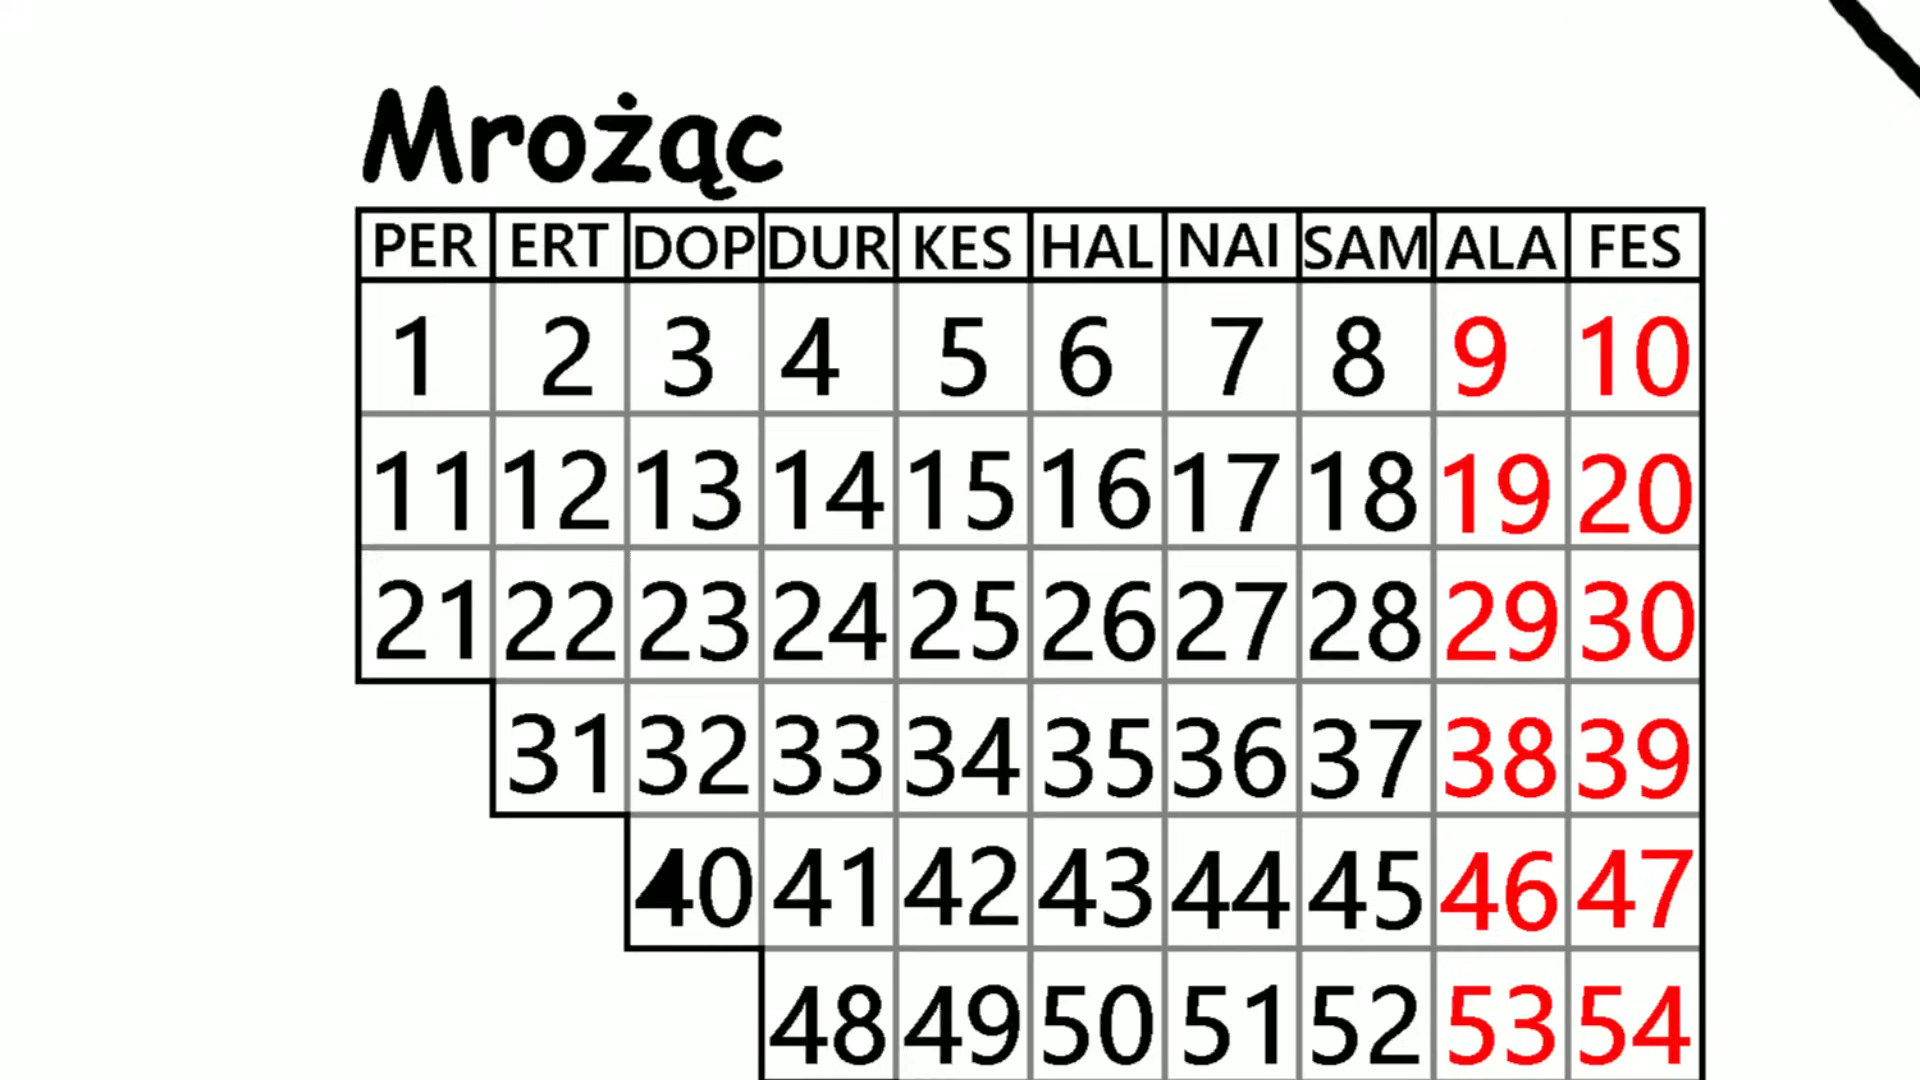 Mrożąc
PER ERT DOP DUR KES HAL NAI SAM ALA FES
1 2 3 4 5 6 7 8 9 10
11 12 13 14 15 16 17 18 19 20
21 22 23 24 25 26 27 28 29 30
31 32 33 34 35 36 37 38 39
40 41 42 43 44 45 46 47
48 49 50 51 52 53 54